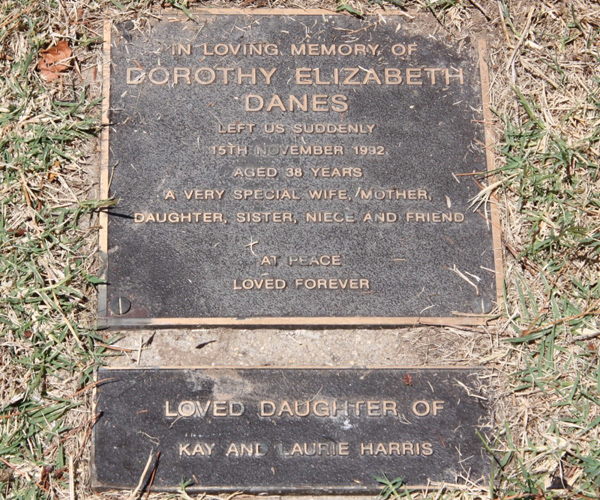 IN LOVING MEMORY OF
DOROTHY ELIZABETH
DANES
LEFT US SUDDENLY
15TH NOVEMBER 1992
AGED 38 YEARS
A VERY SPECIAL WIFE, MOTHER,
DAUGHTER, SISTER, NIECE AND FRIEND
AT PEACE
LOVED FOREVER
LOVED DAUGHTER OF
KAY AND LAURIE HARRIS